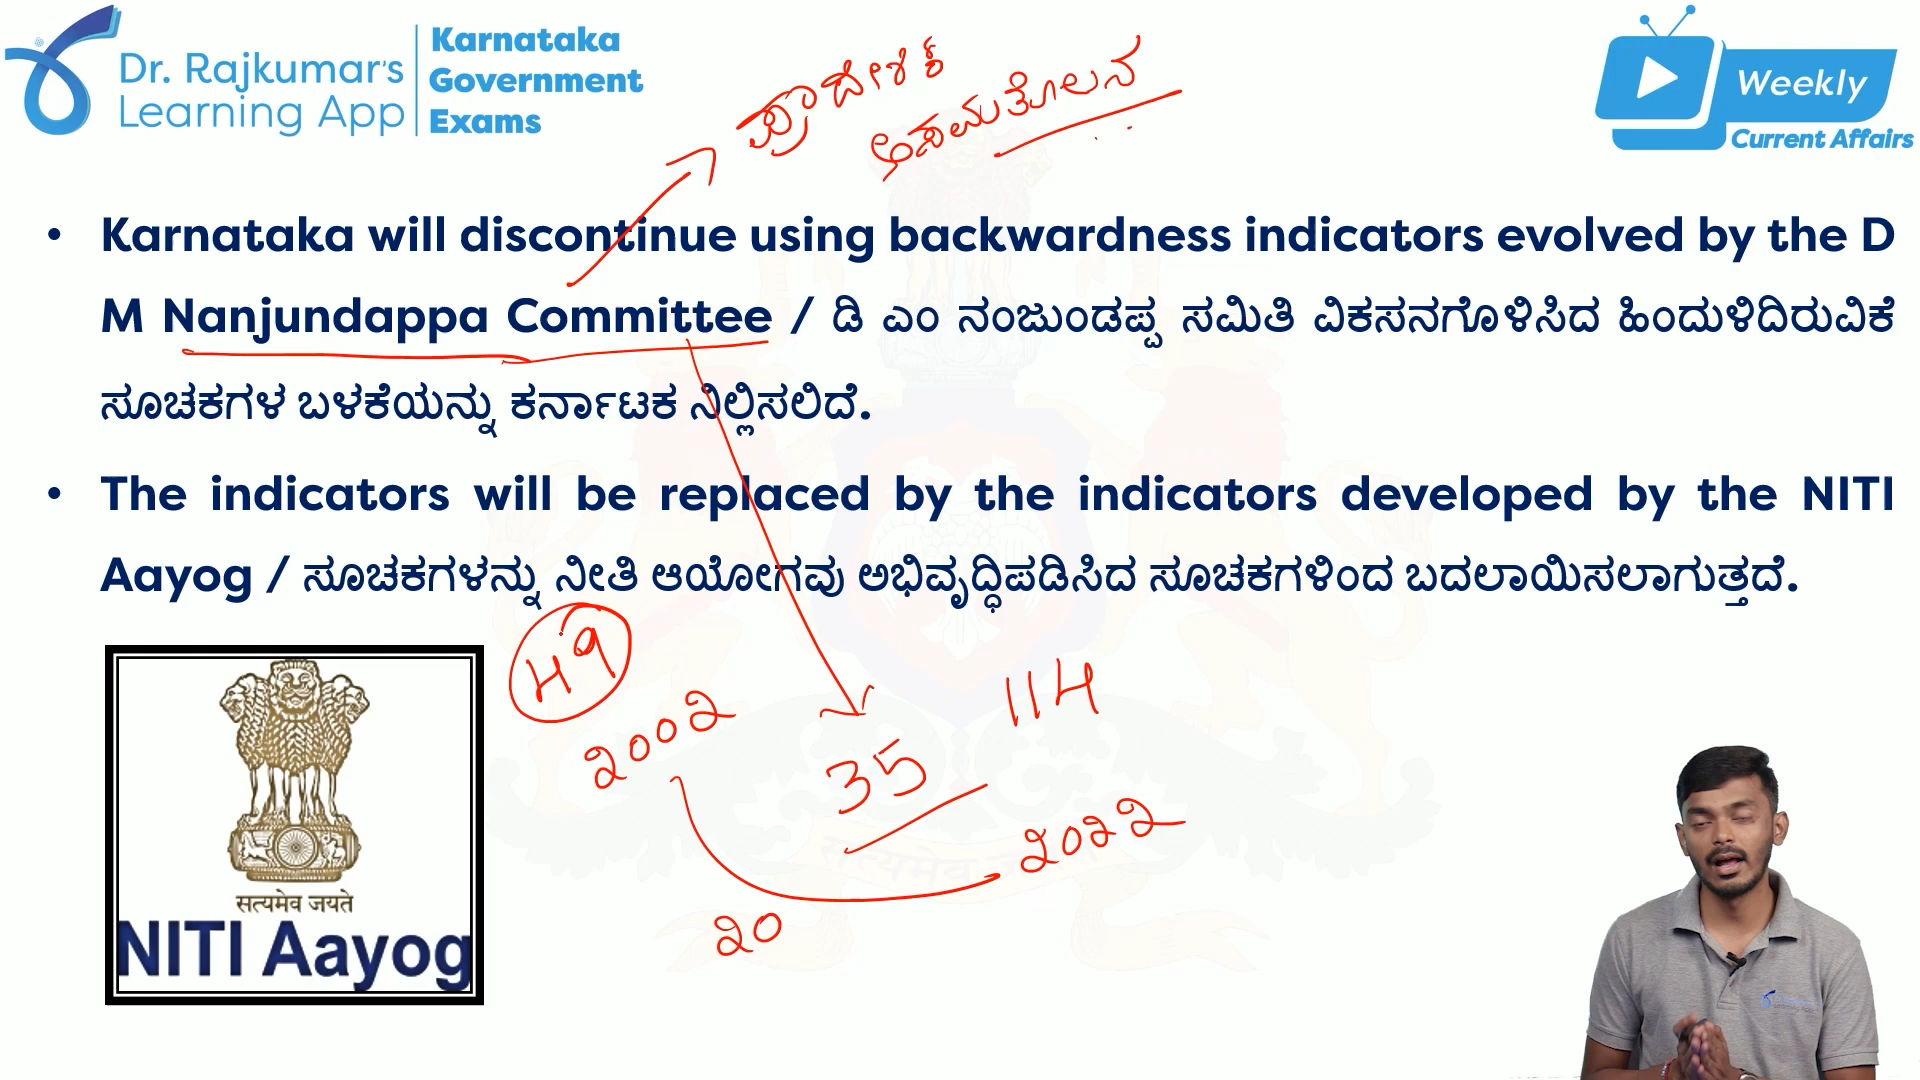 Dr. Rajkumar's
Learning App
Karnataka
Government
Exams
Weekly
Current Affairs
ಪ್ರಾದೇಶಿಕ
ಅಸಮತೋಲನ
• Karnataka will discontinue using backwardness indicators evolved by the D
M Nanjundappa Committee / ಡಿ ಎಂ ನಂಜುಂಡಪ್ಪ ಸಮಿತಿ ವಿಕಸನಗೊಳಿಸಿದ ಹಿಂದುಳಿದಿರುವಿಕೆ
ಸೂಚಕಗಳ ಬಳಕೆಯನ್ನು ಕರ್ನಾಟಕ ನಿಲ್ಲಿಸಲಿದೆ.
• The indicators will be replaced by the indicators developed by the NITI
Aayog / ಸೂಚಕಗಳನ್ನು ನೀತಿ ಆಯೋಗವು ಅಭಿವೃದ್ಧಿಪಡಿಸಿದ ಸೂಚಕಗಳಿಂದ ಬದಲಾಯಿಸಲಾಗುತ್ತದೆ.
49
2002
35
114
2022
20
सत्यमेव जयते
NITI Aayog